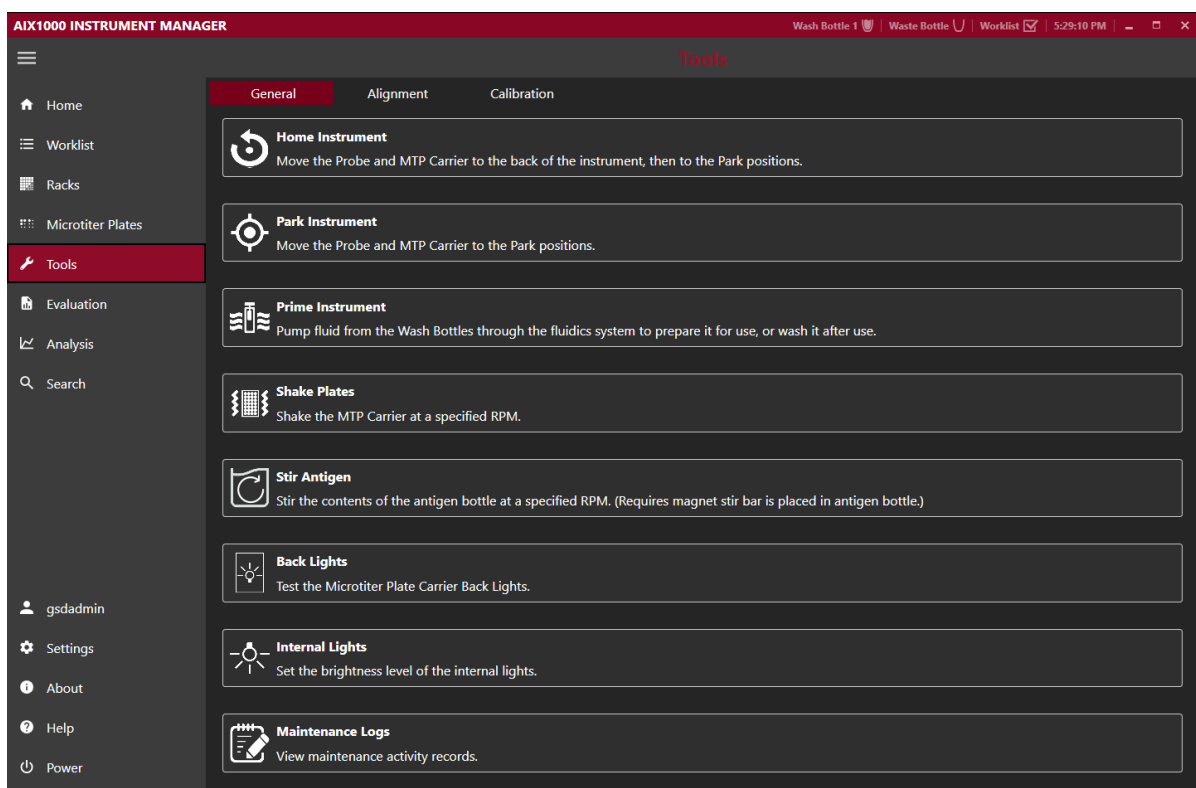 AIX1000 INSTRUMENT MANAGER
Wash Bottle 1 | Waste Bottle | Worklist | 5:29:10 PM
Tools
Home
Worklist
Racks
Microtiter Plates
Tools
Evaluation
Analysis
Search
gsdadmin
Settings
About
Help
Power
General Alignment Calibration
Home Instrument
Move the Probe and MTP Carrier to the back of the instrument, then to the Park positions.
Park Instrument
Move the Probe and MTP Carrier to the Park positions.
Prime Instrument
Pump fluid from the Wash Bottles through the fluidics system to prepare it for use, or wash it after use.
Shake Plates
Shake the MTP Carrier at a specified RPM.
Stir Antigen
Stir the contents of the antigen bottle at a specified RPM. (Requires magnet stir bar is placed in antigen bottle.)
Back Lights
Test the Microtiter Plate Carrier Back Lights.
Internal Lights
Set the brightness level of the internal lights.
Maintenance Logs
View maintenance activity records.